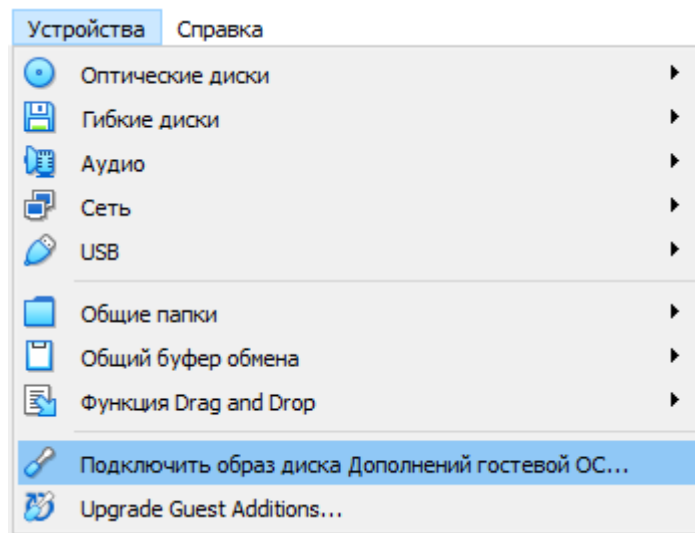 Устройства Справка
Оптические диски
Гибкие диски
Аудио
Сеть
USB
Общие папки
Общий буфер обмена
Функция Drag and Drop
Подключить образ диска Дополнений гостевой ОС...
Upgrade Guest Additions...